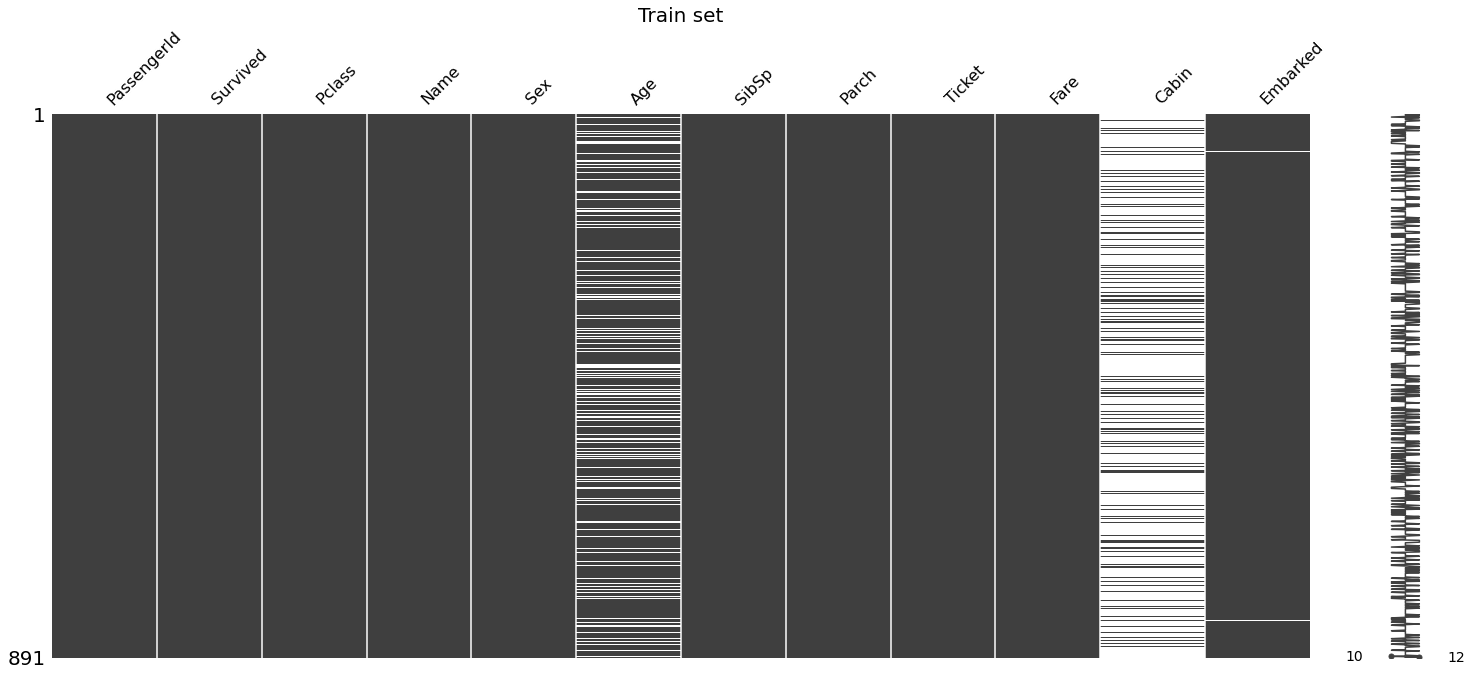 Train set
PassengerId
Survived
Pclass
Name
Sex
Age
SibSp
Parch
Ticket
Fare
Cabin
Embarked
1
891
10
12